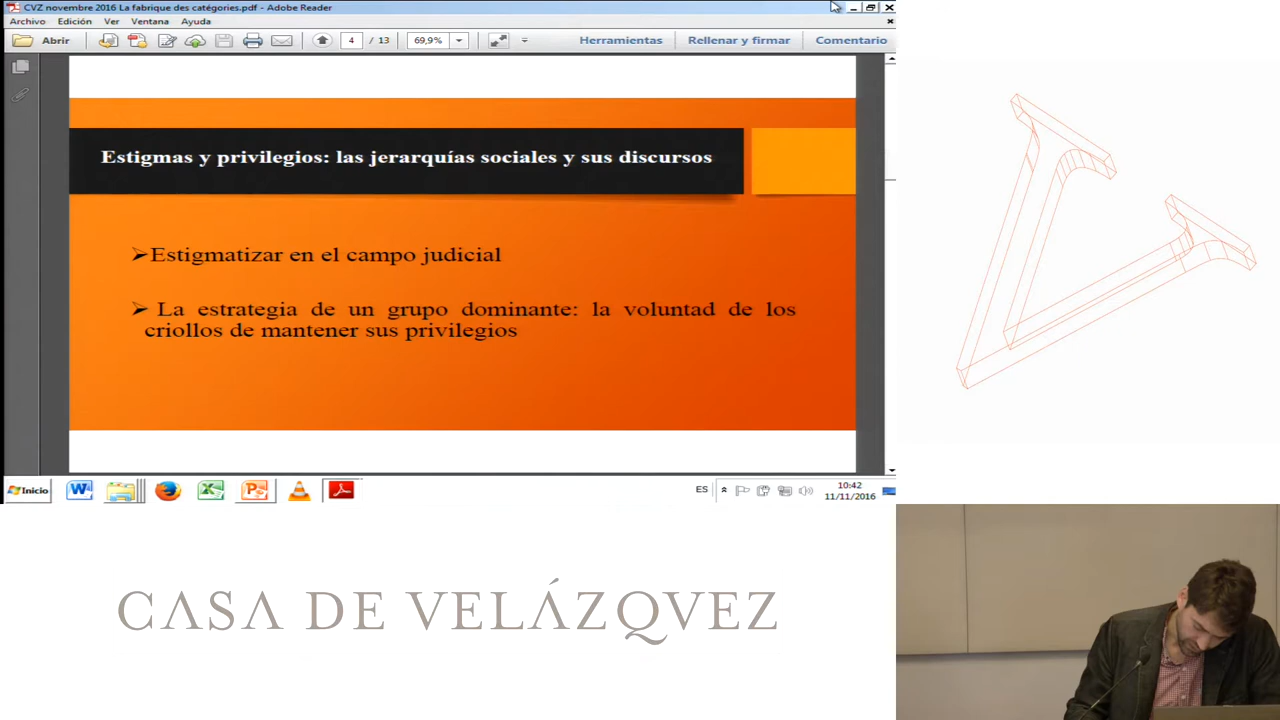 CVZ novembre 2016 La fabrique des catégories.pdf - Adobe Reader
Archivo Edición Ver Ventana Ayuda
Abrir 4 / 13 69,9% Herramientas Rellenar y firmar Comentario
Estigmas y privilegios: las jerarquías sociales y sus discursos
➢Estigmatizar en el campo judicial
➢ La estrategia de un grupo dominante: la voluntad de los
criollos de mantener sus privilegios
Inicio ES 10:42
11/11/2016
CASA DE VELÁZQVEZ